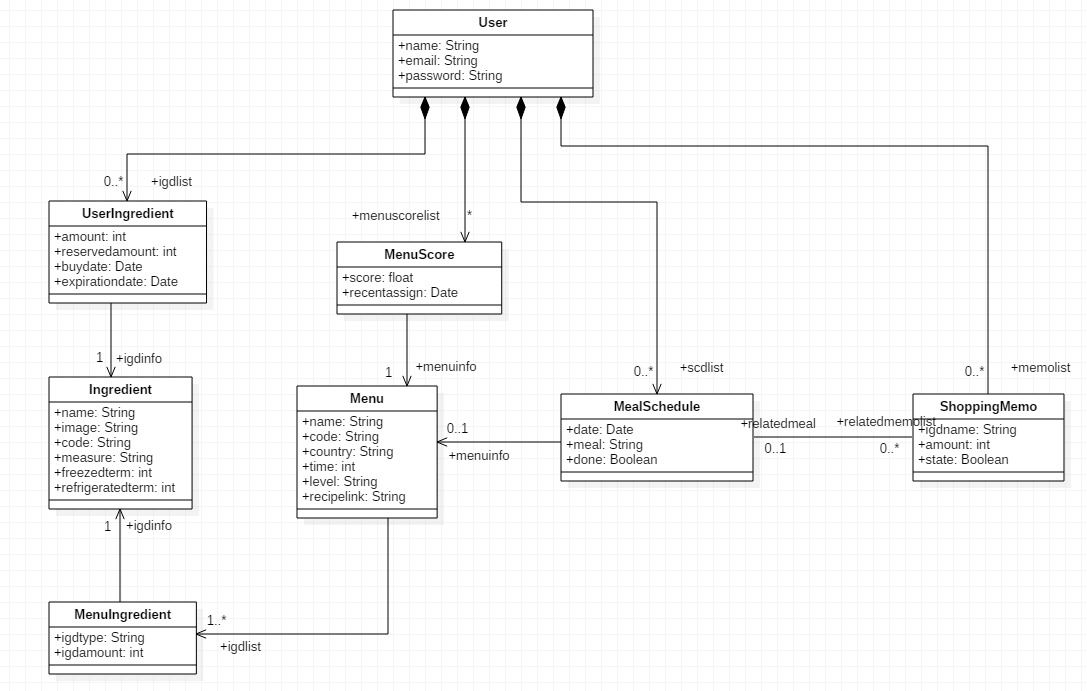 User
+name: String
+email: String
+password: String
0..*
+igdlist
UserIngredient
+amount: int
+reservedamount: int
+buydate: Date
+expirationdate: Date
+menuscorelist
*
MenuScore
+score: float
+recentassign: Date
1
+igdinfo
1
+menuinfo
0..*
+scdlist
0..*
+memolist
Ingredient
+name: String
+image: String
+code: String
+measure: String
+freezedterm: int
+refrigeratedterm: int
Menu
+name: String
+code: String
+country: String
+time: int
+level: String
+recipelink: String
0..1
+menuinfo
MealSchedule
+date: Date
+meal: String
+done: Boolean
+relatedmeal
0..1
+relatedmemolist
0..*
ShoppingMemo
+igdname: String
+amount: int
+state: Boolean
1
+igdinfo
MenuIngredient
+igdtype: String
+igdamount: int
1..*
+igdlist